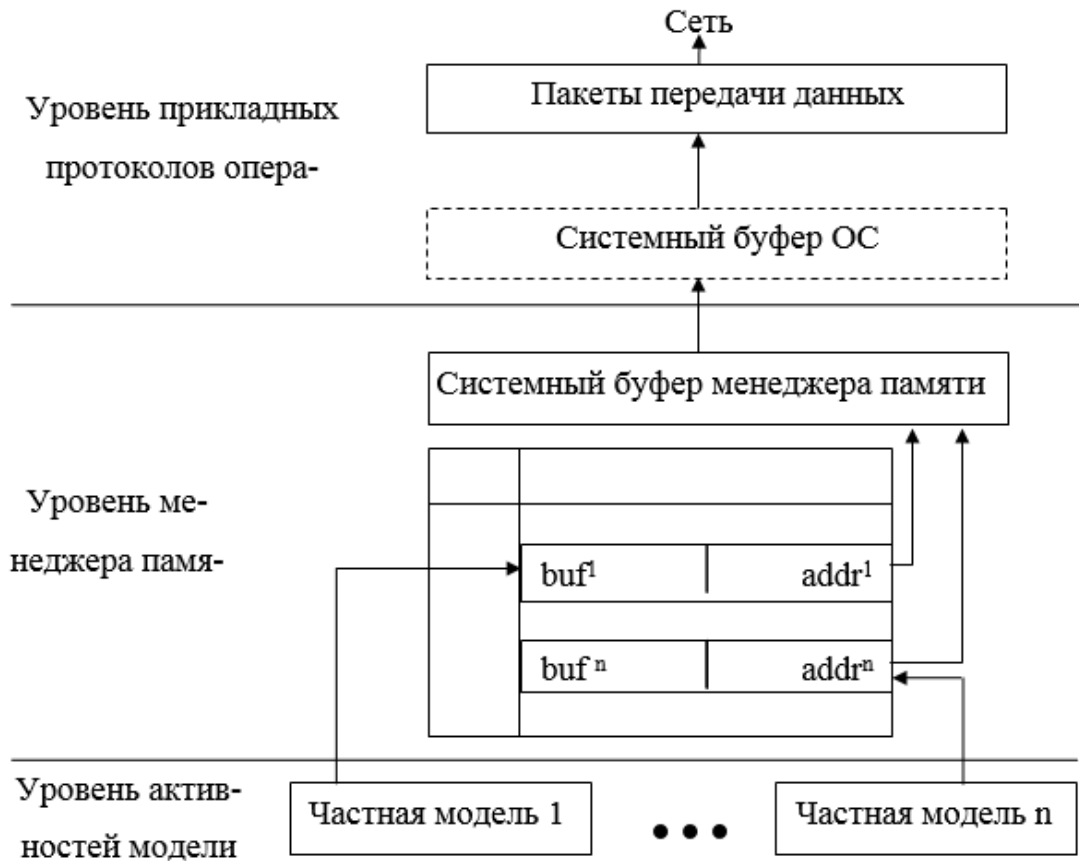 Сеть
Пакеты передачи данных
Уровень прикладных
протоколов опера-
Системный буфер ОС
Системный буфер менеджера памяти
Уровень ме-
неджера памя-
buf¹ addr¹
buf ⁿ addrⁿ
Уровень актив-
ностей модели
Частная модель 1 ••• Частная модель n